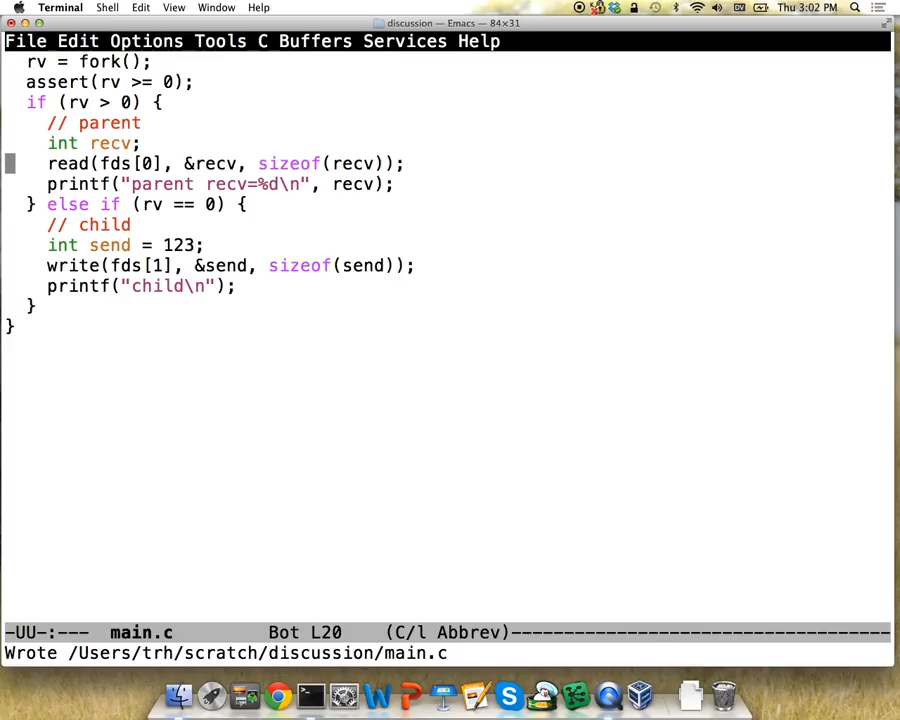 Terminal Shell Edit View Window Help Thu 3:02 PM
discussion — Emacs — 84×31
File Edit Options Tools C Buffers Services Help
rv = fork();
assert(rv >= 0);
if (rv > 0) {
// parent
int recv;
read(fds[0], &recv, sizeof(recv));
printf("parent recv=%d\n", recv);
} else if (rv == 0) {
// child
int send = 123;
write(fds[1], &send, sizeof(send));
printf("child\n");
}
}
-UU-:--- main.c Bot L20 (C/l Abbrev)------------------------------------
Wrote /Users/trh/scratch/discussion/main.c